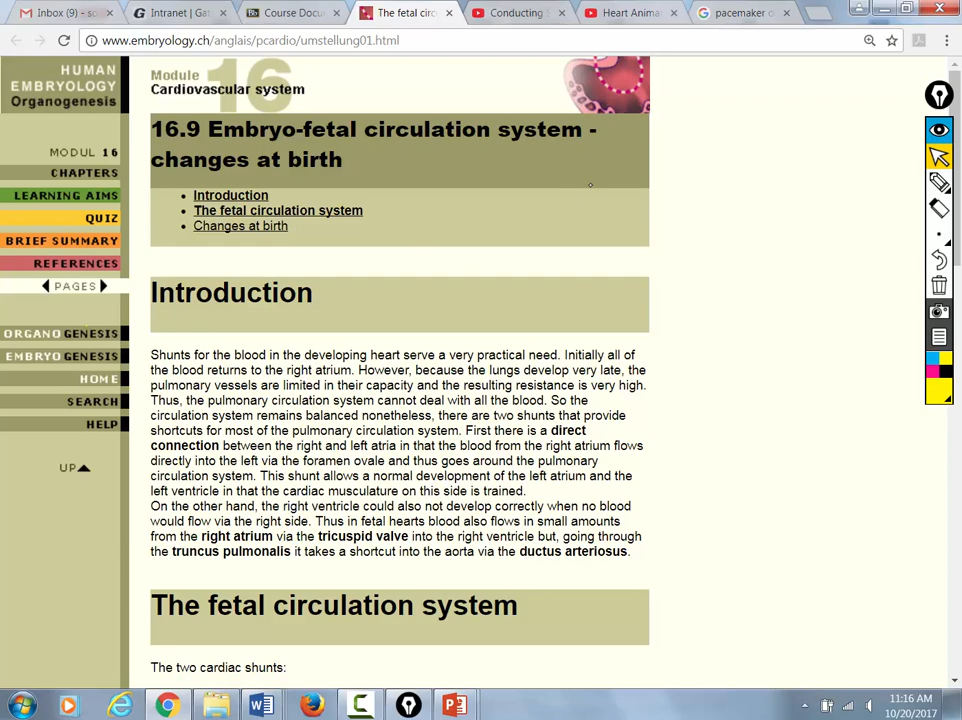 Inbox (9) - sc
Intranet | Gat
Course Docu
The fetal circ
Conducting S
Heart Anima
pacemaker c
www.embryology.ch/anglais/pcardio/umstellung01.html
HUMAN
EMBRYOLOGY
Organogenesis
MODUL 16
CHAPTERS
LEARNING AIMS
QUIZ
BRIEF SUMMARY
REFERENCES
PAGES
ORGANO GENESIS
EMBRYO GENESIS
HOME
SEARCH
HELP
UP
Module 16
Cardiovascular system
16.9 Embryo-fetal circulation system -
changes at birth
• Introduction
• The fetal circulation system
• Changes at birth
Introduction
Shunts for the blood in the developing heart serve a very practical need. Initially all of
the blood returns to the right atrium. However, because the lungs develop very late, the
pulmonary vessels are limited in their capacity and the resulting resistance is very high.
Thus, the pulmonary circulation system cannot deal with all the blood. So the
circulation system remains balanced nonetheless, there are two shunts that provide
shortcuts for most of the pulmonary circulation system. First there is a direct
connection between the right and left atria in that the blood from the right atrium flows
directly into the left via the foramen ovale and thus goes around the pulmonary
circulation system. This shunt allows a normal development of the left atrium and the
left ventricle in that the cardiac musculature on this side is trained.
On the other hand, the right ventricle could also not develop correctly when no blood
would flow via the right side. Thus in fetal hearts blood also flows in small amounts
from the right atrium via the tricuspid valve into the right ventricle but, going through
the truncus pulmonalis it takes a shortcut into the aorta via the ductus arteriosus.
The fetal circulation system
The two cardiac shunts:
11:16 AM
10/20/2017